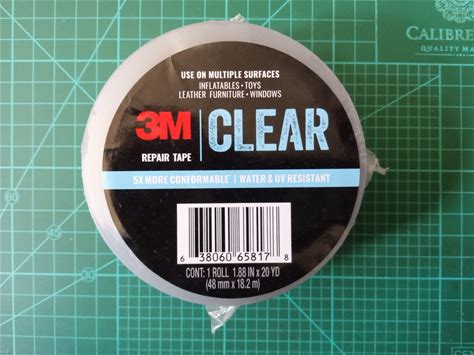 CALIBRE
QUALITY MA
USE ON MULTIPLE SURFACES
INFLATABLES • TOYS
LEATHER FURNITURE • WINDOWS
3M
REPAIR TAPE
CLEAR
5X MORE CONFORMABLE* | WATER & UV RESISTANT
6 38060 65817 8
CONT: 1 ROLL 1.88 IN x 20 YD
(48 mm x 18.2 m)